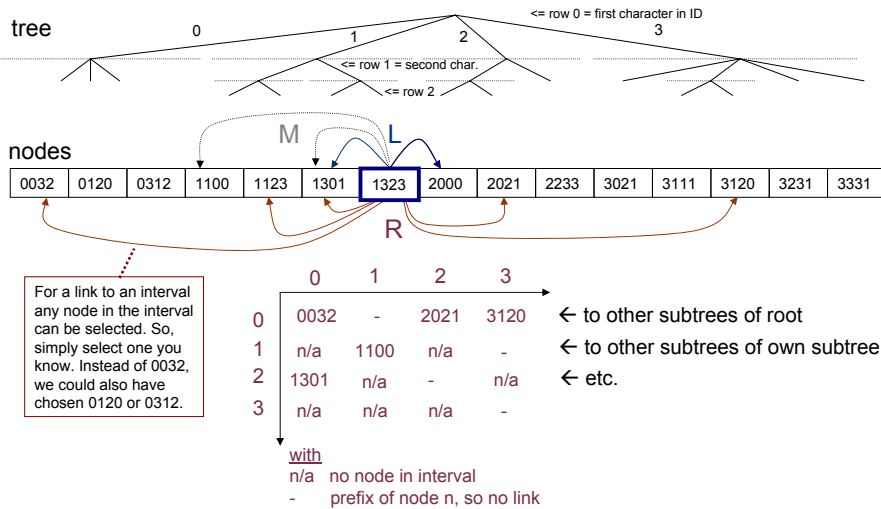 <= row 0 = first character in ID
tree
0
1
2
3
<= row 1 = second char.
<= row 2
M
L
nodes
0032 0120 0312 1100 1123 1301 1323 2000 2021 2233 3021 3111 3120 3231 3331
R
For a link to an interval
any node in the interval
can be selected. So,
simply select one you
know. Instead of 0032,
we could also have
chosen 0120 or 0312.
0 1 2 3
0 0032 - 2021 3120 ← to other subtrees of root
1 n/a 1100 n/a - ← to other subtrees of own subtree
2 1301 n/a - n/a ← etc.
3 n/a n/a n/a -
with
n/a no node in interval
- prefix of node n, so no link